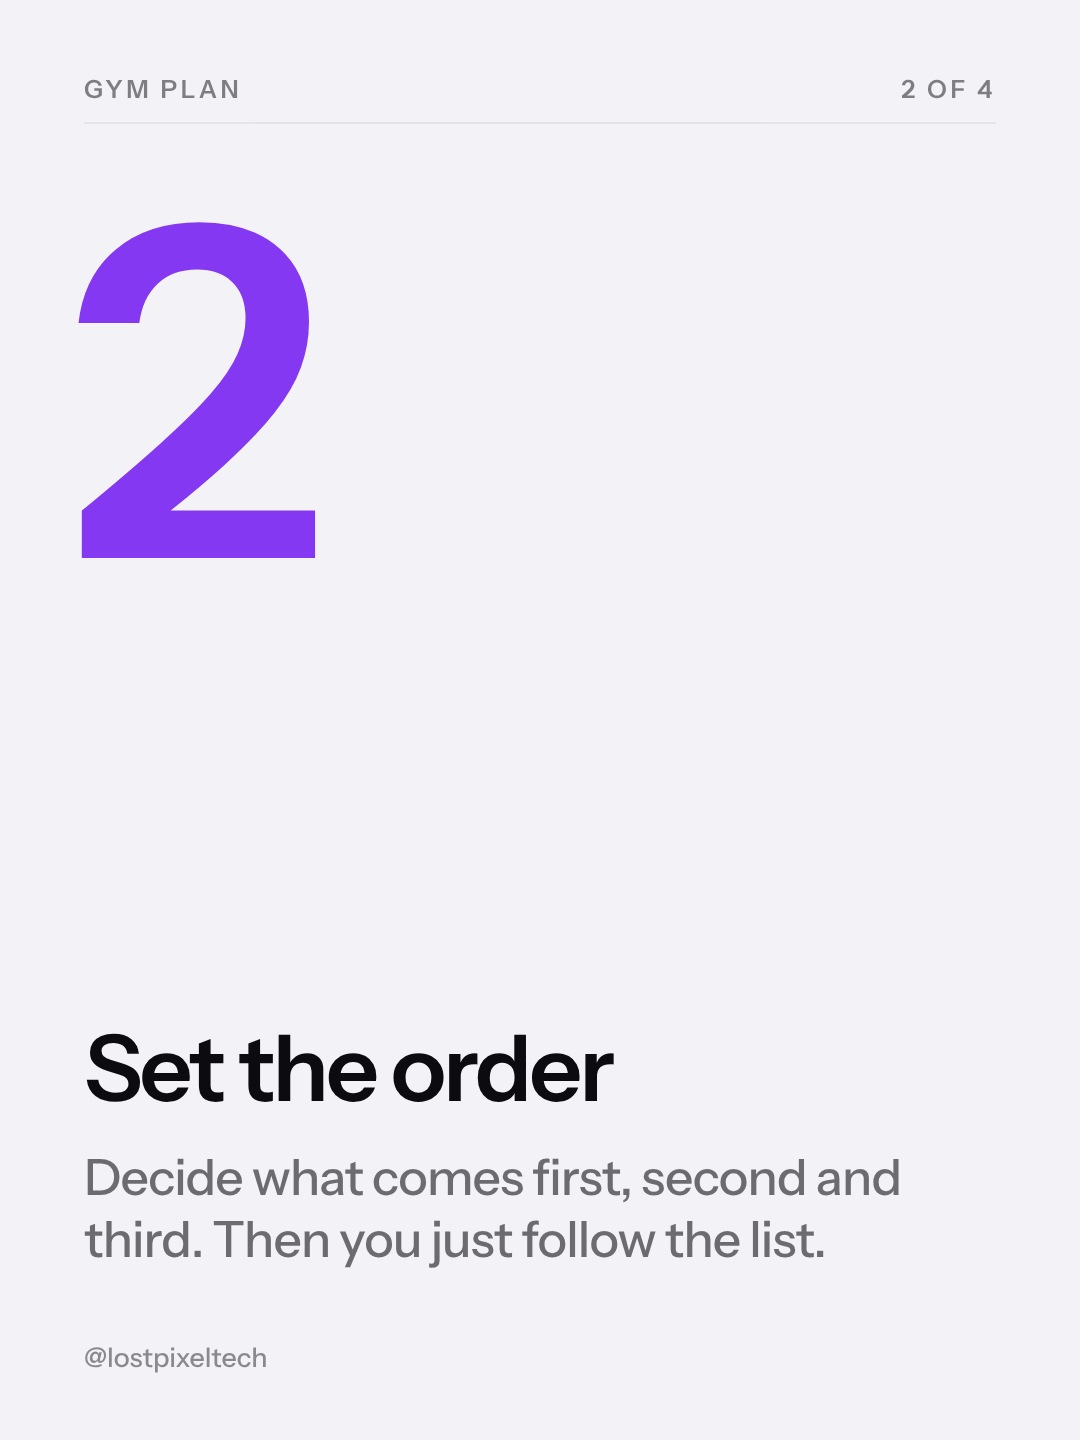 GYM PLAN
2 OF 4
2
Set the order
Decide what comes first, second and
third. Then you just follow the list.
@lostpixeltech